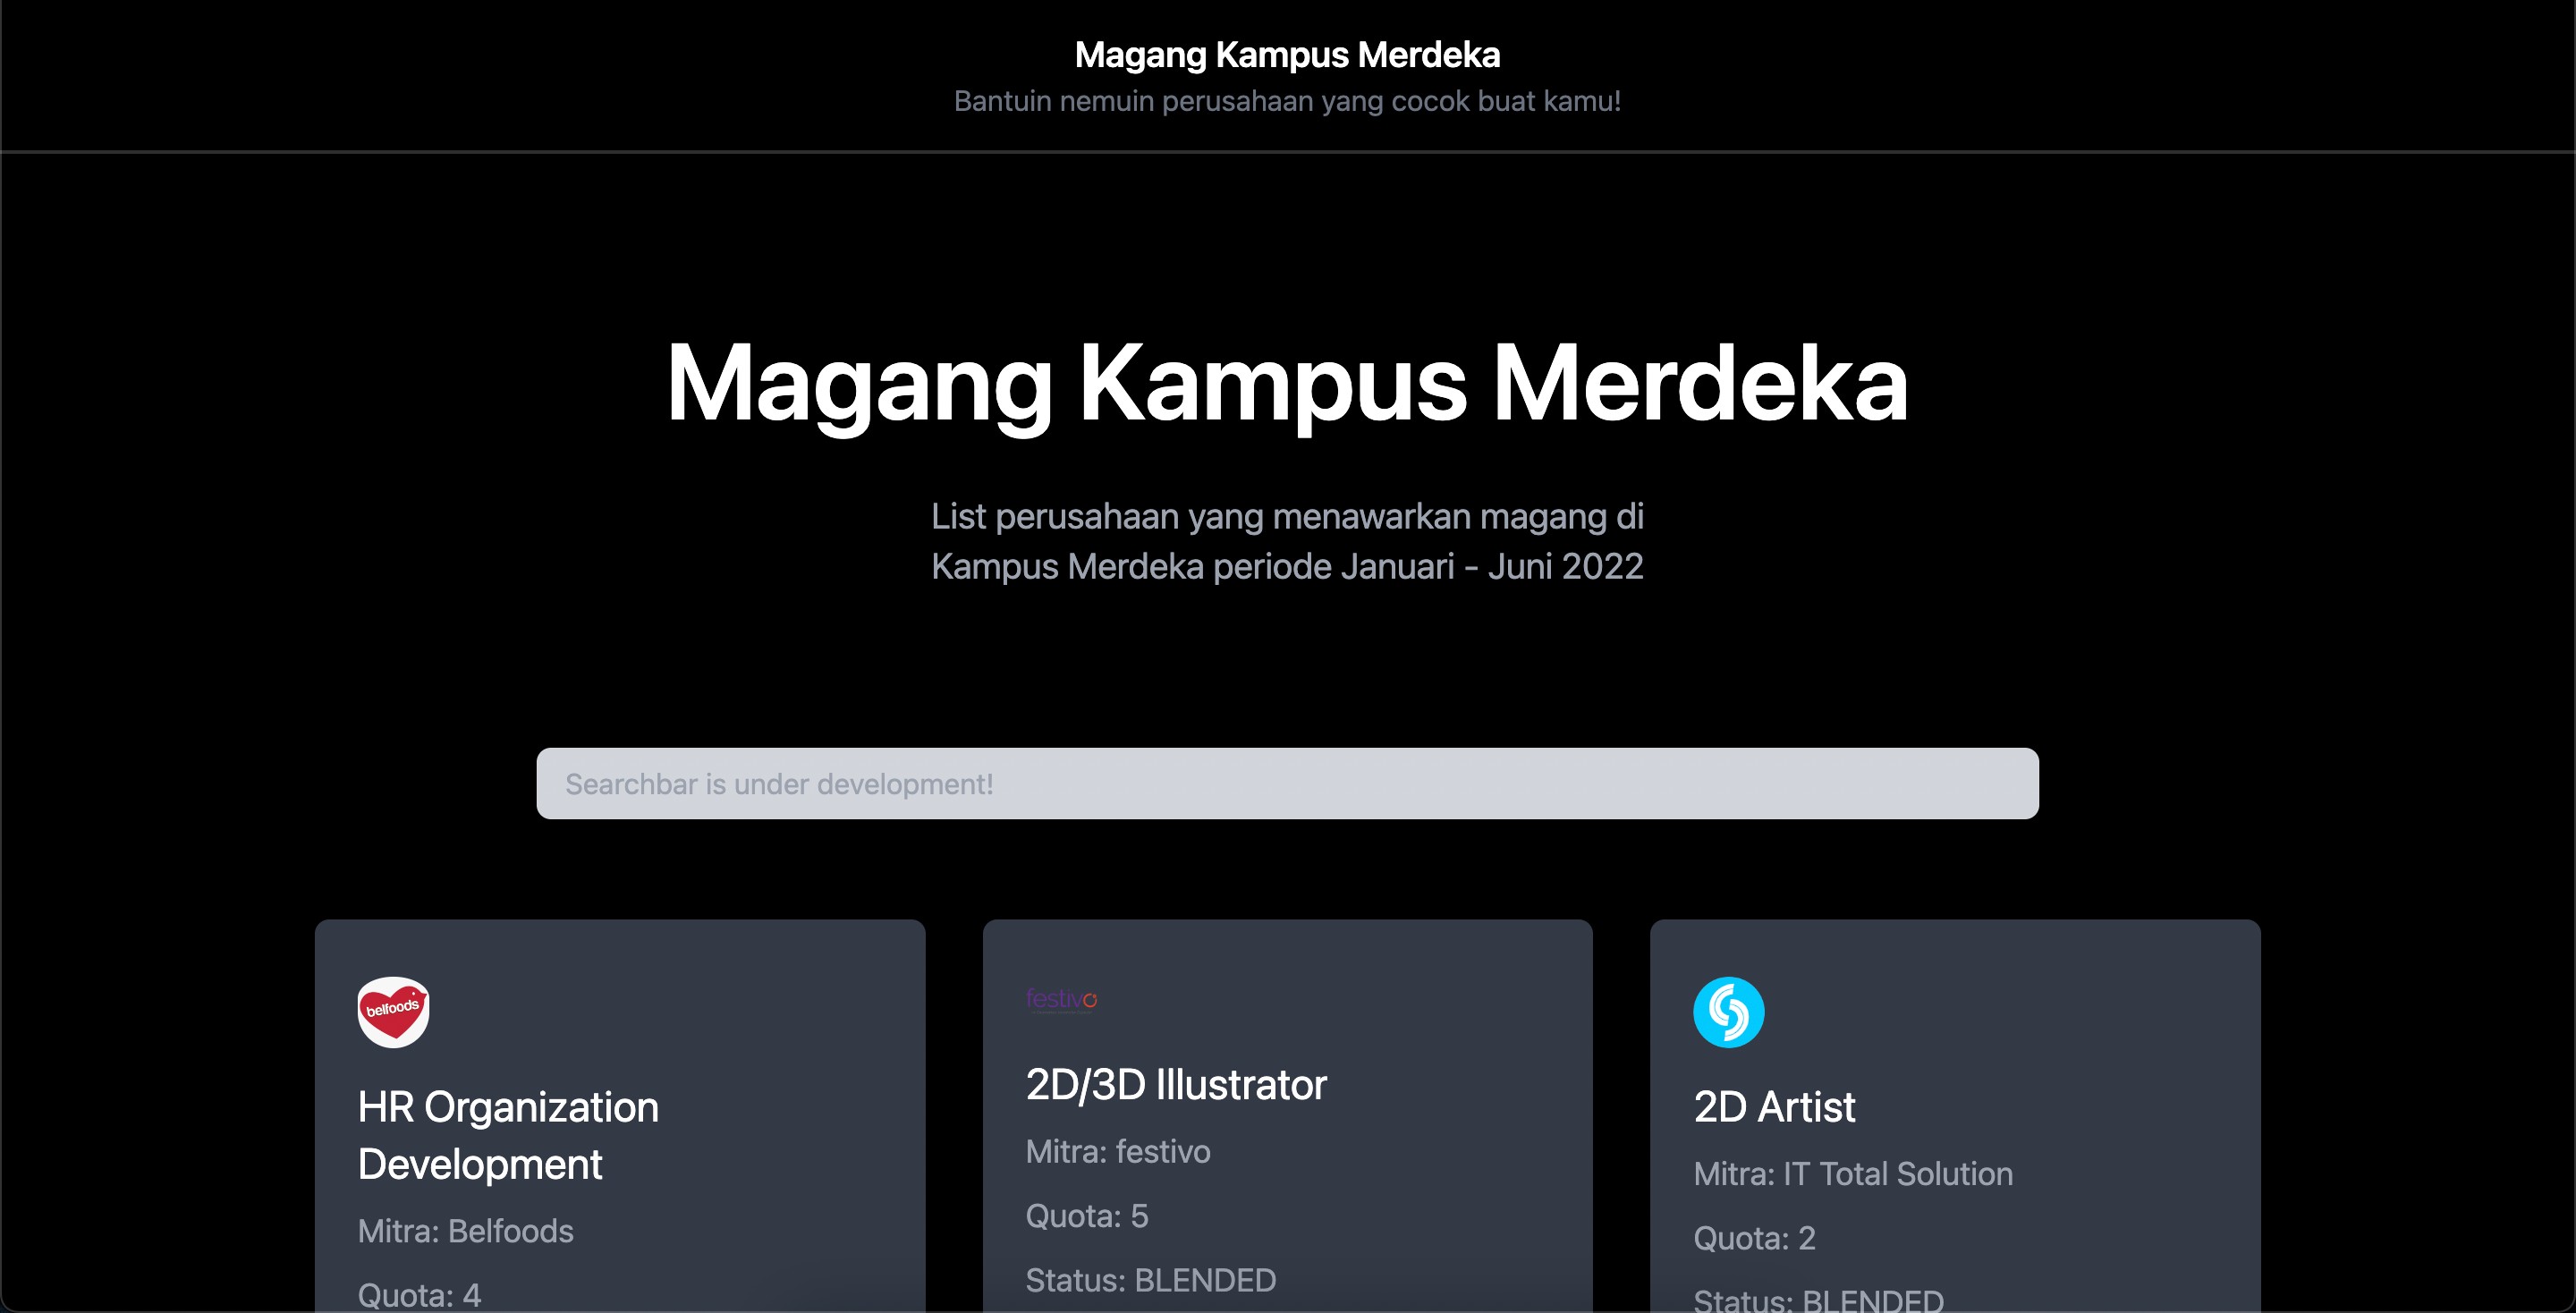 Magang Kampus Merdeka
Bantuin nemuin perusahaan yang cocok buat kamu!
Magang Kampus Merdeka
List perusahaan yang menawarkan magang di
Kampus Merdeka periode Januari - Juni 2022
Searchbar is under development!
belfoods
HR Organization
Development
Mitra: Belfoods
Quota: 4
festivo
2D/3D Illustrator
Mitra: festivo
Quota: 5
Status: BLENDED
2D Artist
Mitra: IT Total Solution
Quota: 2
Status: BLENDED